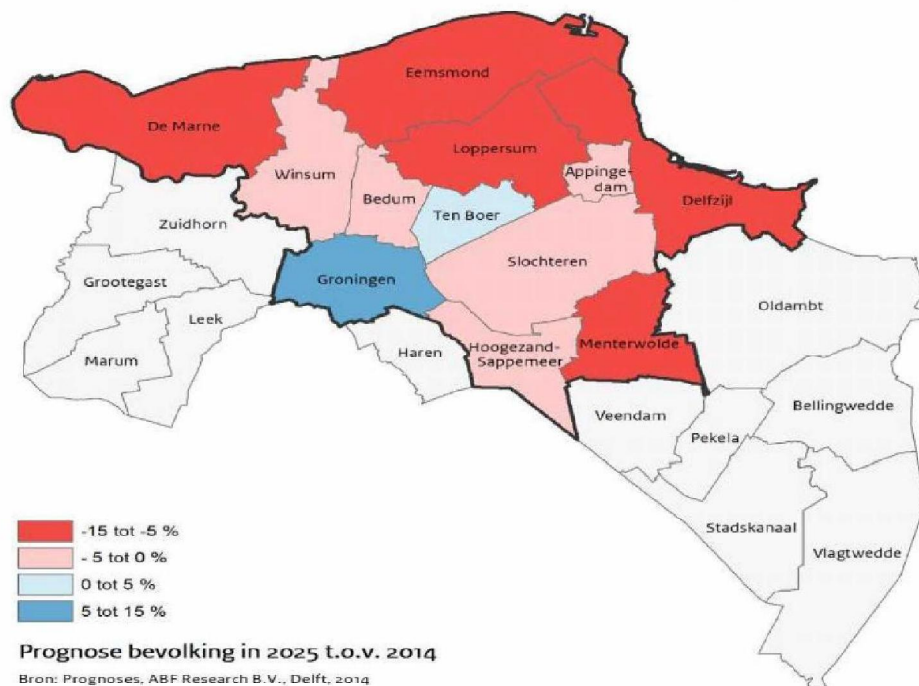 Eemsmond
De Marne
Loppersum
Winsum
Appinge-
dam
Bedum
Delfzijl
Ten Boer
Zuidhorn
Slochteren
Groningen
Grootegast
Oldambt
Leek
Hoogezand-
Sappemeer
Menterwolde
Haren
Marum
Veendam
Bellingwedde
Pekela
Stadskanaal
Vlagtwedde
-15 tot -5 %
- 5 tot 0 %
0 tot 5 %
5 tot 15 %
Prognose bevolking in 2025 t.o.v. 2014
Bron: Prognoses, ABF Research B.V., Delft, 2014